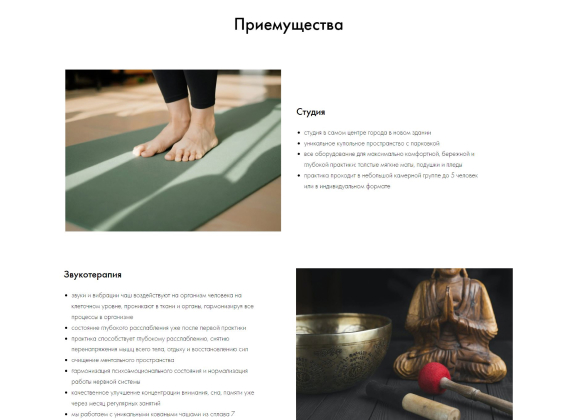 Приемущества
Студия
студия в самом центре города в новом здании
уникальное купольное пространство с парковкой
все оборудование для максимально комфортной, бережной и
глубокой практики: толстые мягкие маты, подушки и пледы
практика проходит в небольшой камерной группе до 5 человек
или в индивидуальном формате
Звукотерапия
звуки и вибрации чаш воздействуют на организм человека на
клеточном уровне, проникают в ткани и органы, гармонизируя все
процессы в организме
состояние глубокого расслабления уже после первой практики
практика способствует глубокому расслаблению, снятию
перенапряжения мышц всего тела, отдыху и восстановлению сил
очищение ментального пространства
гармонизация психоэмоционального состояния и нормализация
работы нервной системы
качественное улучшение концентрации внимания, сна, памяти уже
через месяц регулярных занятий
мы работаем с уникальными коваными чашами из сплава 7